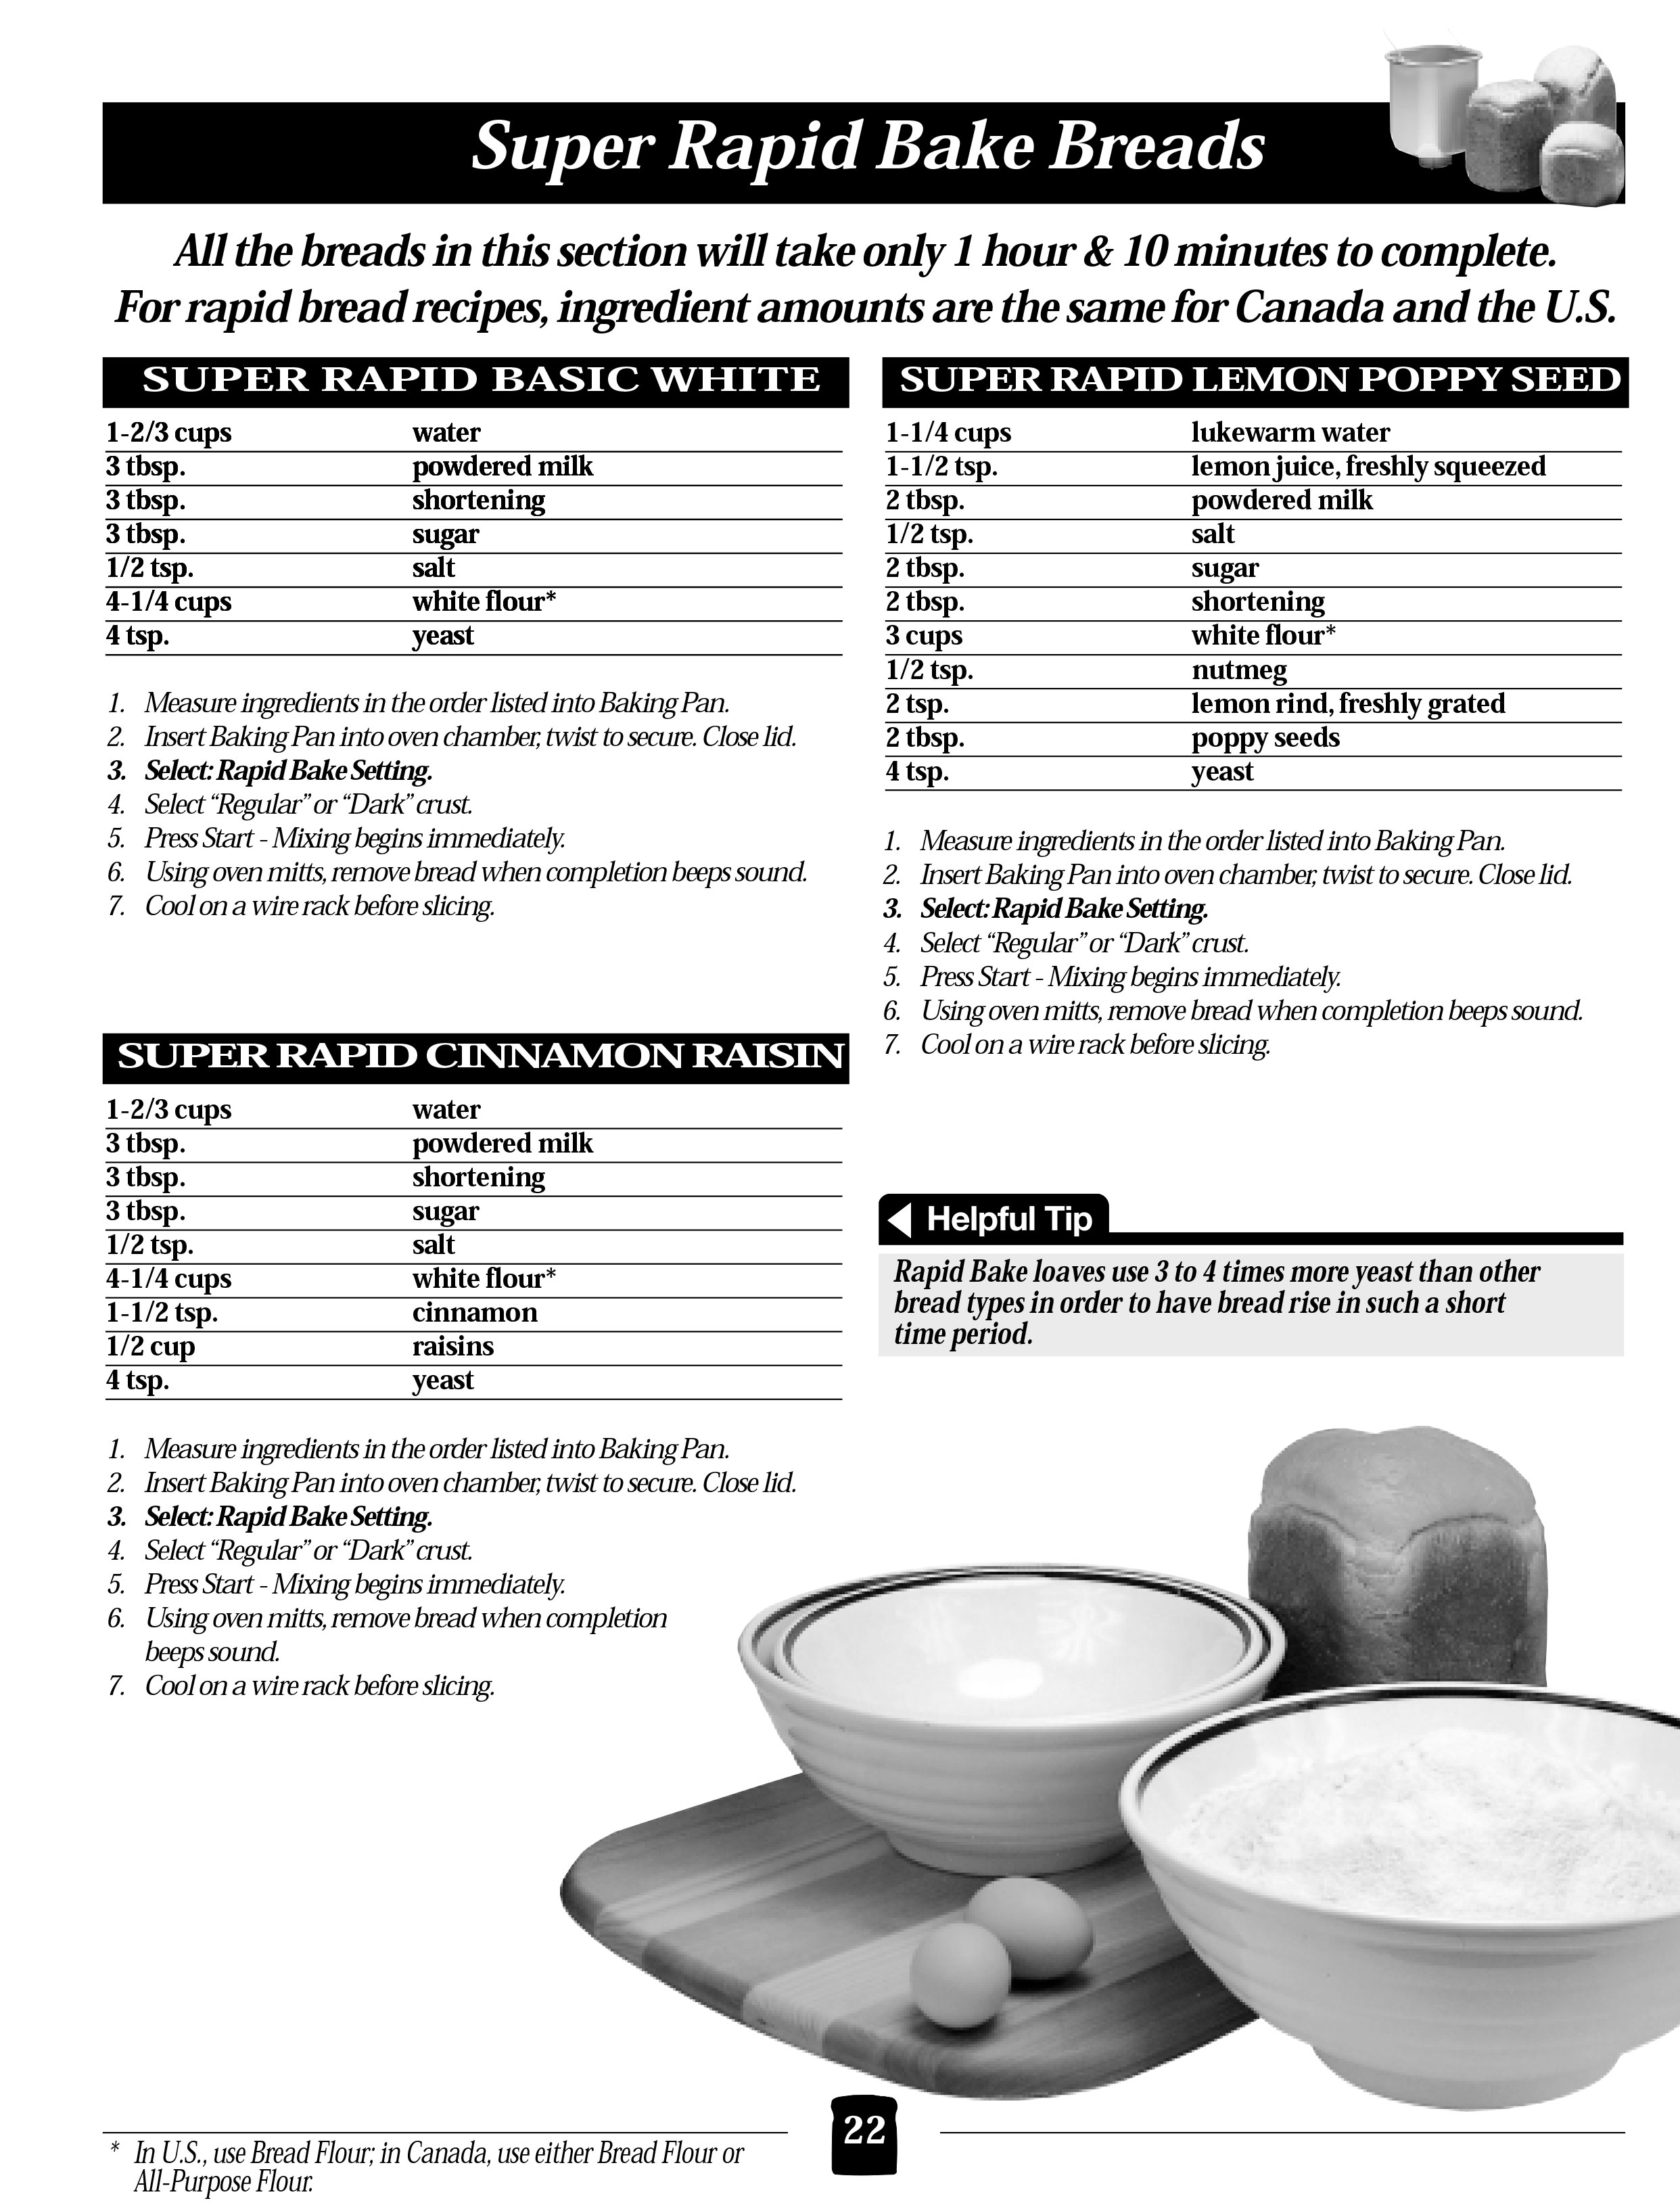 Super Rapid Bake Breads
All the breads in this section will take only 1 hour & 10 minutes to complete.
For rapid bread recipes, ingredient amounts are the same for Canada and the U.S.
SUPER RAPID BASIC WHITE
1-2/3 cups water
3 tbsp. powdered milk
3 tbsp. shortening
3 tbsp. sugar
1/2 tsp. salt
4-1/4 cups white flour*
4 tsp. yeast
1. Measure ingredients in the order listed into Baking Pan.
2. Insert Baking Pan into oven chamber, twist to secure. Close lid.
3. Select: Rapid Bake Setting.
4. Select “Regular” or “Dark” crust.
5. Press Start - Mixing begins immediately.
6. Using oven mitts, remove bread when completion beeps sound.
7. Cool on a wire rack before slicing.
SUPER RAPID CINNAMON RAISIN
1-2/3 cups water
3 tbsp. powdered milk
3 tbsp. shortening
3 tbsp. sugar
1/2 tsp. salt
4-1/4 cups white flour*
1-1/2 tsp. cinnamon
1/2 cup raisins
4 tsp. yeast
1. Measure ingredients in the order listed into Baking Pan.
2. Insert Baking Pan into oven chamber, twist to secure. Close lid.
3. Select: Rapid Bake Setting.
4. Select “Regular” or “Dark” crust.
5. Press Start - Mixing begins immediately.
6. Using oven mitts, remove bread when completion
beeps sound.
7. Cool on a wire rack before slicing.
SUPER RAPID LEMON POPPY SEED
1-1/4 cups lukewarm water
1-1/2 tsp. lemon juice, freshly squeezed
2 tbsp. powdered milk
1/2 tsp. salt
2 tbsp. sugar
2 tbsp. shortening
3 cups white flour*
1/2 tsp. nutmeg
2 tsp. lemon rind, freshly grated
2 tbsp. poppy seeds
4 tsp. yeast
1. Measure ingredients in the order listed into Baking Pan.
2. Insert Baking Pan into oven chamber, twist to secure. Close lid.
3. Select: Rapid Bake Setting.
4. Select “Regular” or “Dark” crust.
5. Press Start - Mixing begins immediately.
6. Using oven mitts, remove bread when completion beeps sound.
7. Cool on a wire rack before slicing.
Helpful Tip
Rapid Bake loaves use 3 to 4 times more yeast than other
bread types in order to have bread rise in such a short
time period.
* In U.S., use Bread Flour; in Canada, use either Bread Flour or
All-Purpose Flour.
22